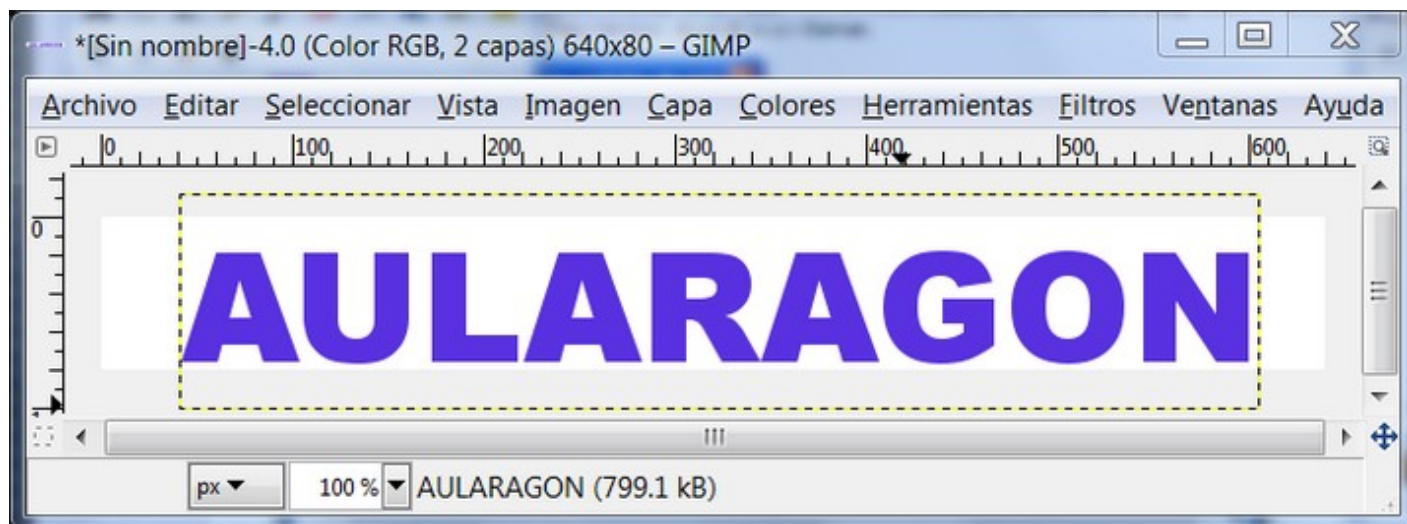 *[Sin nombre]-4.0 (Color RGB, 2 capas) 640x80 – GIMP
Archivo Editar Seleccionar Vista Imagen Capa Colores Herramientas Filtros Ventanas Ayuda
0 100 200 300 400 500 600
0
AULARAGON
px 100 % AULARAGON (799.1 kB)